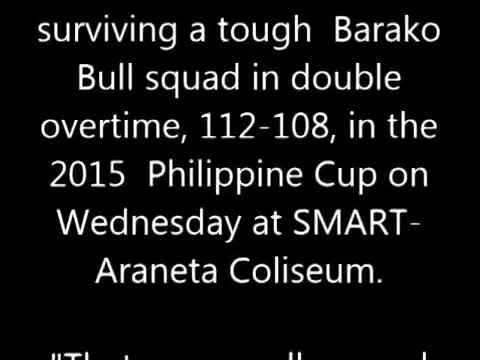 surviving a tough  Barako
Bull squad in double
overtime, 112-108, in the
2015  Philippine Cup on
Wednesday at SMART-
Araneta Coliseum.